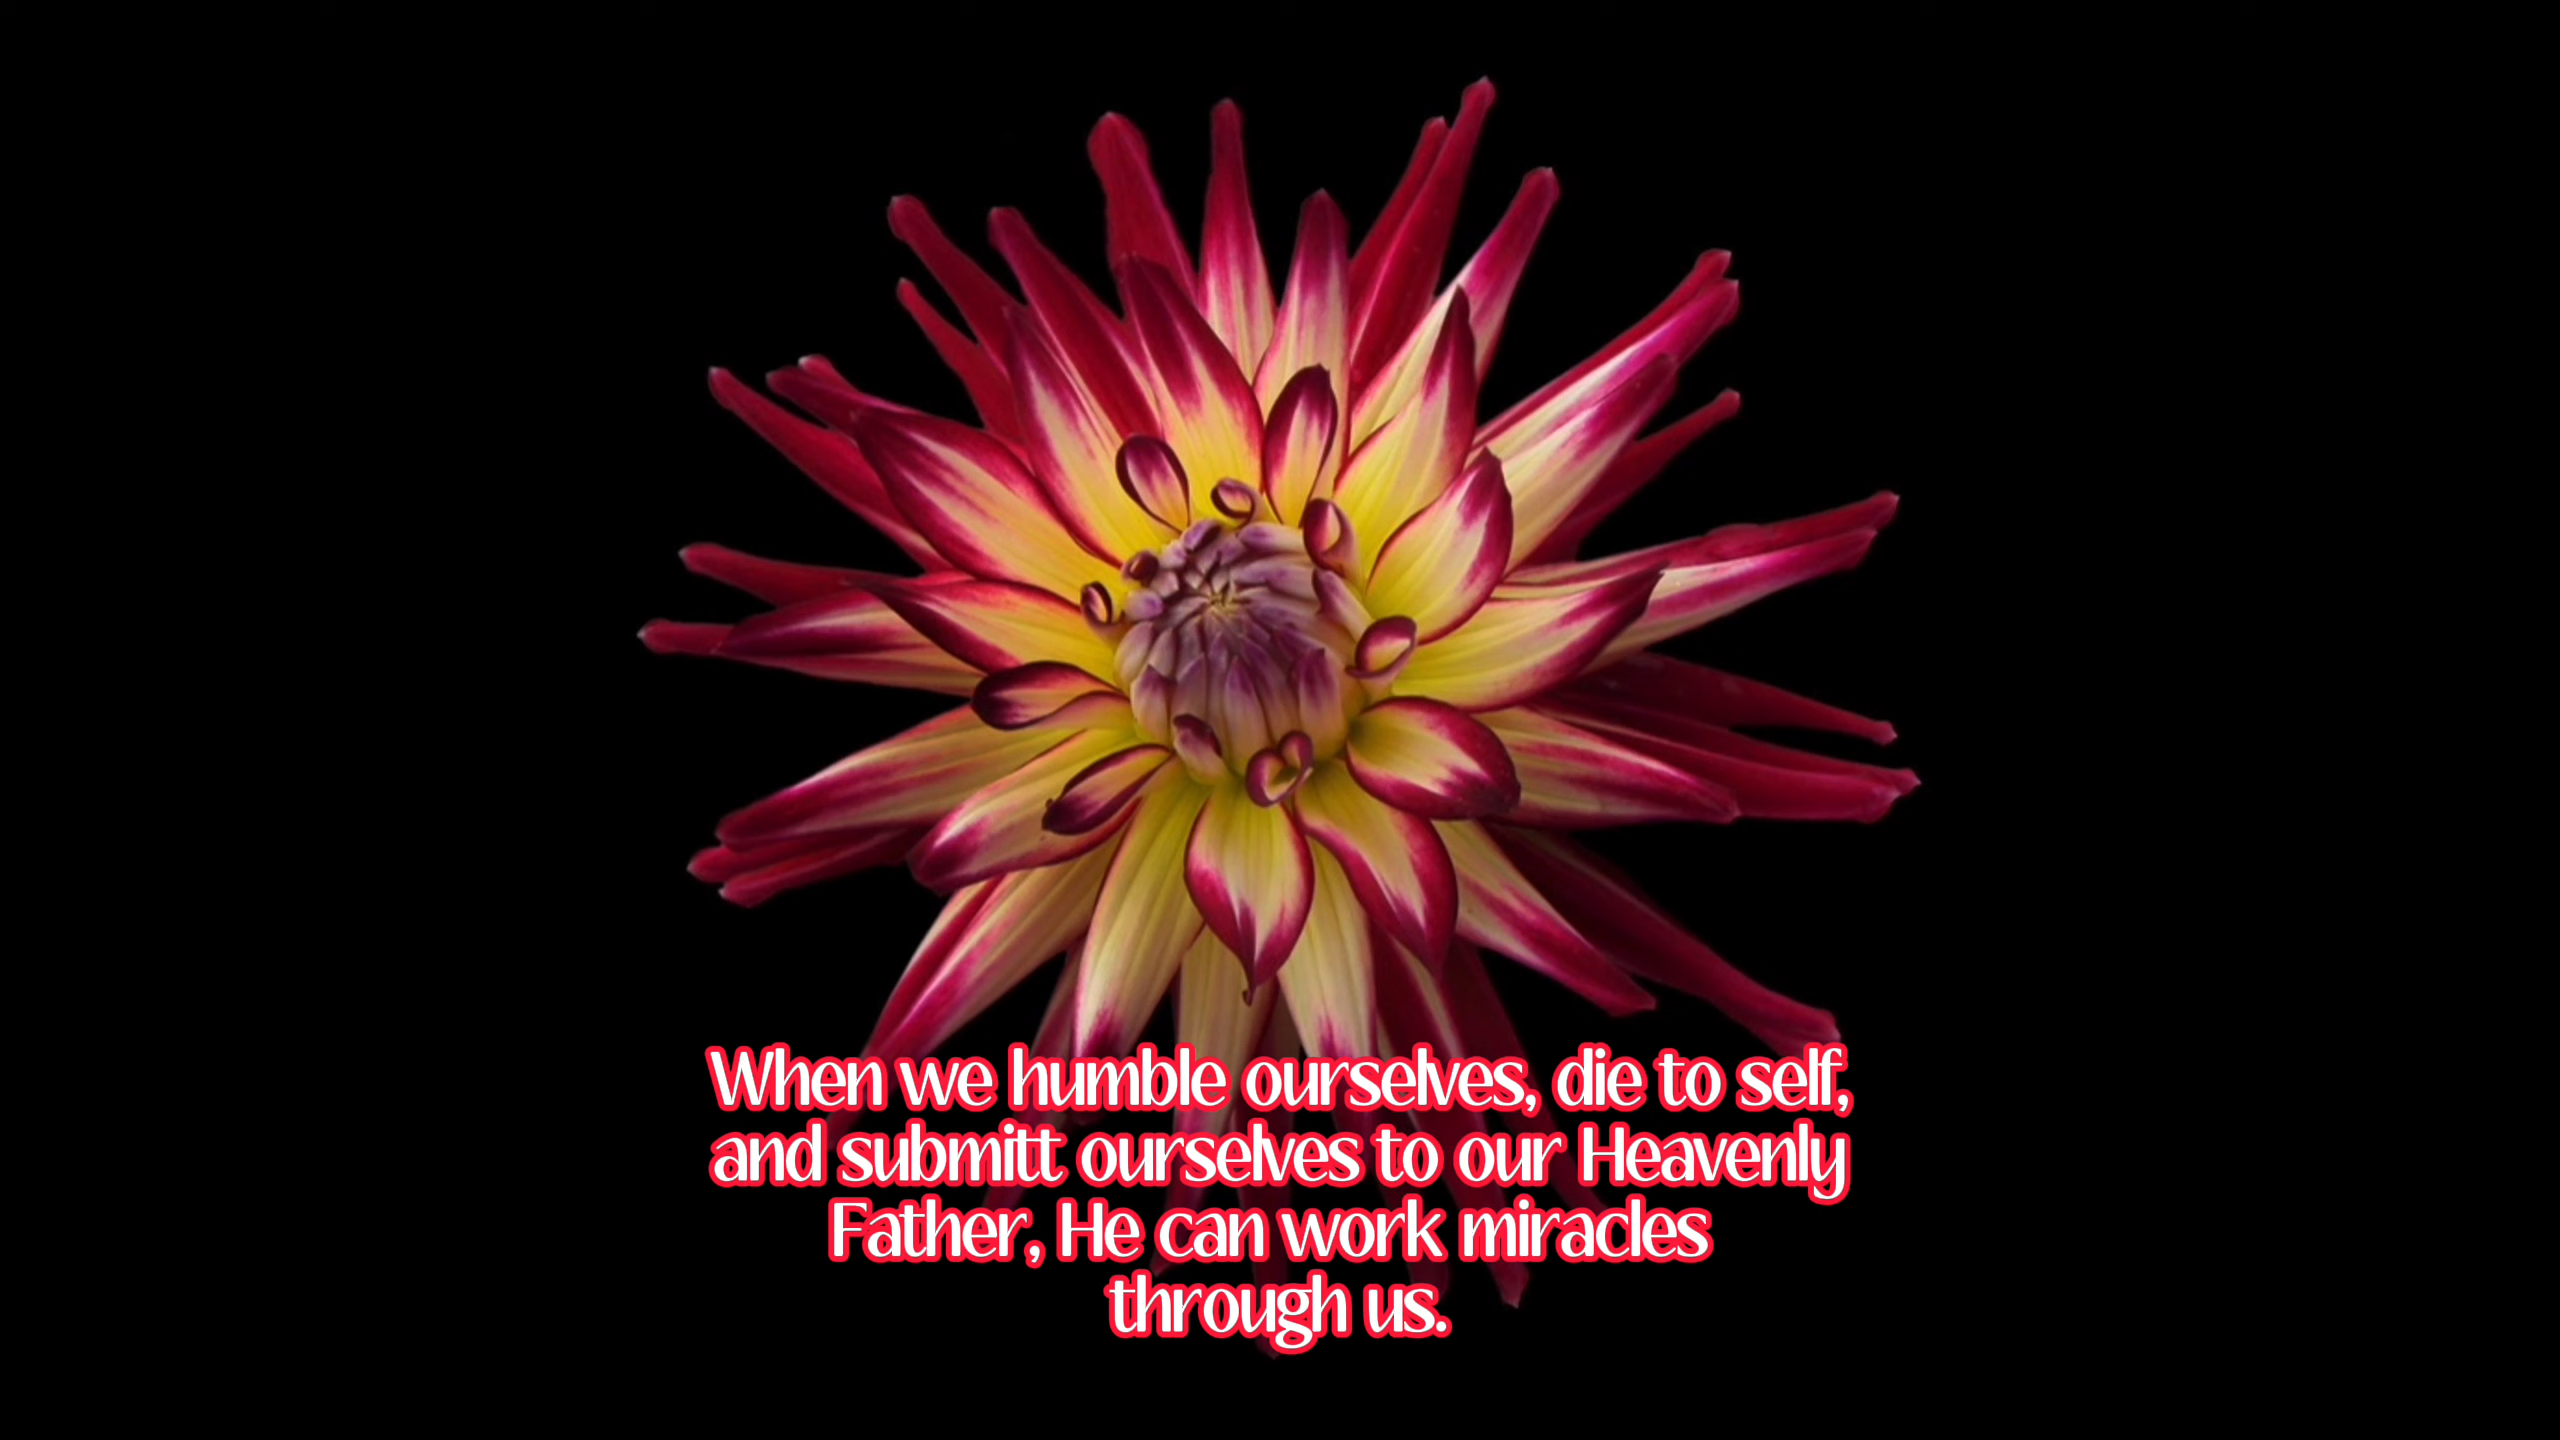 When we humble ourselves, die to self,
and submitt ourselves to our Heavenly
Father, He can work miracles
through us.